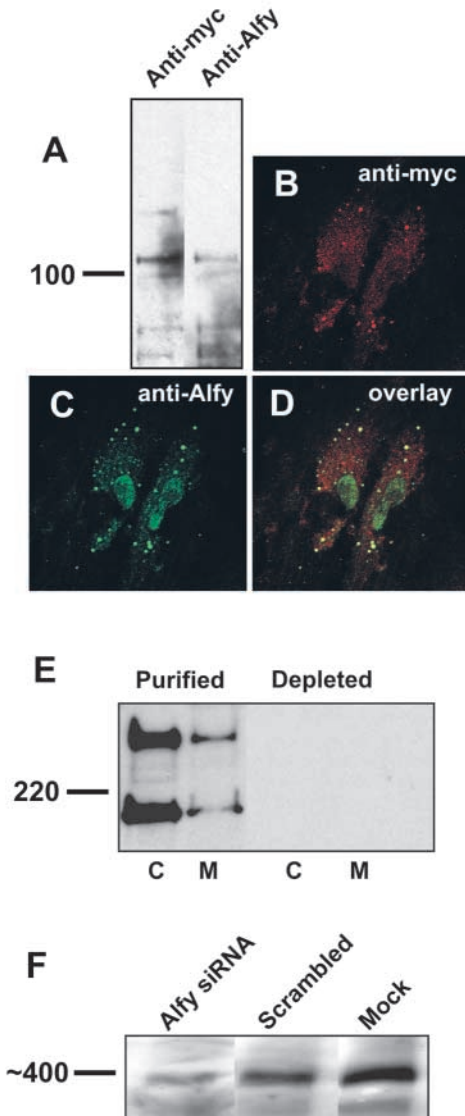 Anti-myc Anti-Alfy
A
100
B anti-myc
C anti-Alfy
D overlay
E
Purified Depleted
220
C M C M
F
Alfy siRNA Scrambled Mock
~400